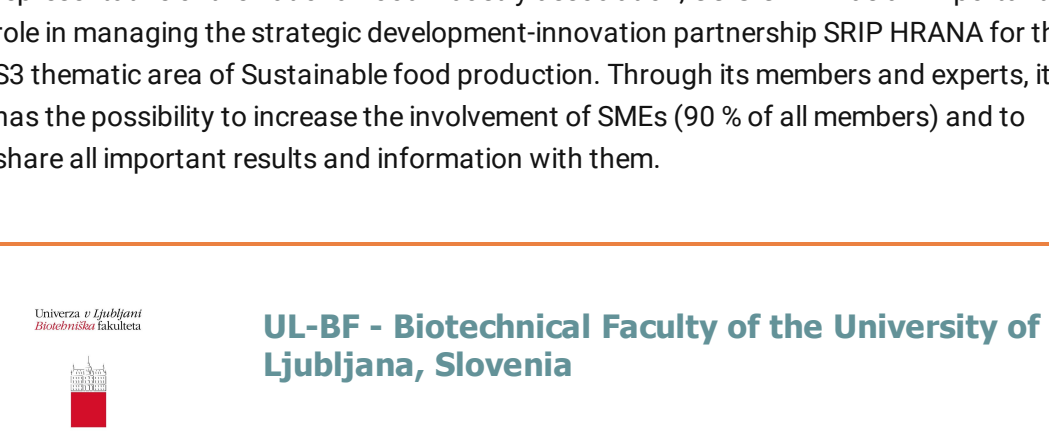 role in managing the strategic development-innovation partnership SRIP HRANA for
S3 thematic area of Sustainable food production. Through its members and experts, it
has the possibility to increase the involvement of SMEs (90 % of all members) and to
share all important results and information with them.
Univerza v Ljubljani
Biotehniška fakulteta
UL-BF - Biotechnical Faculty of the University of
Ljubljana, Slovenia